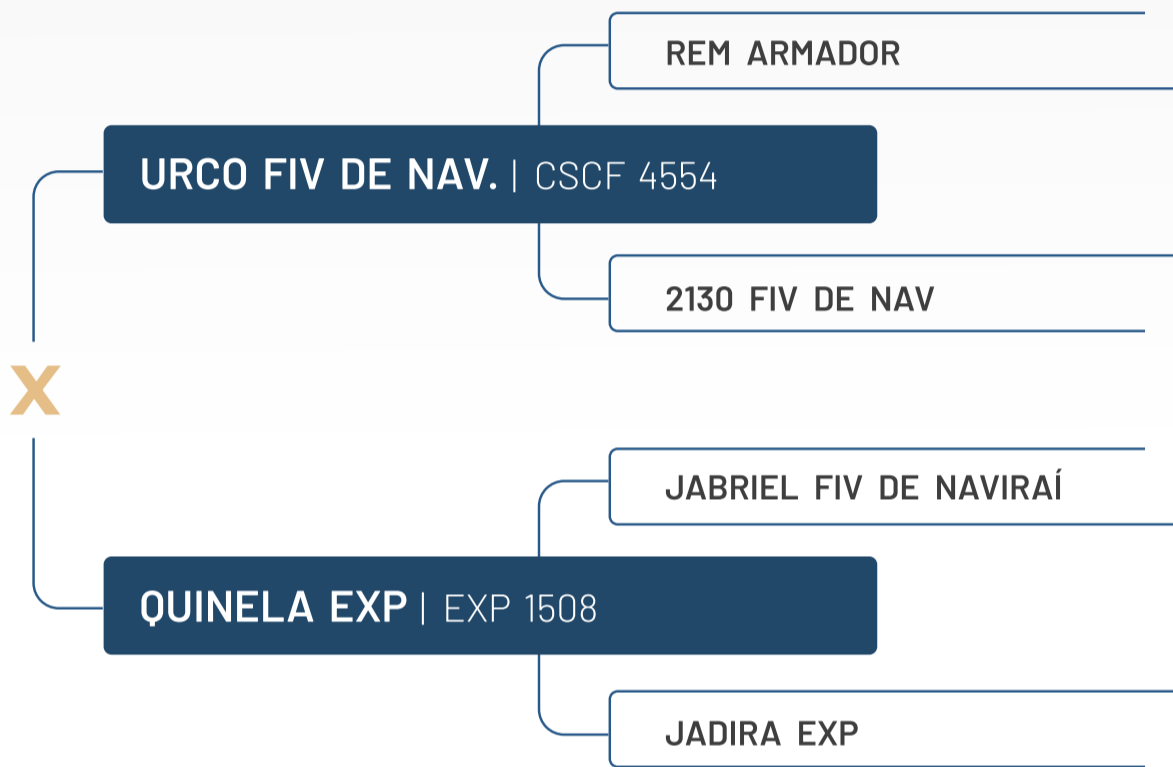 REM ARMADOR
URCO FIV DE NAV. | CSCF 4554
2130 FIV DE NAV
X
JABRIEL FIV DE NAVIRAÍ
QUINELA EXP | EXP 1508
JADIRA EXP